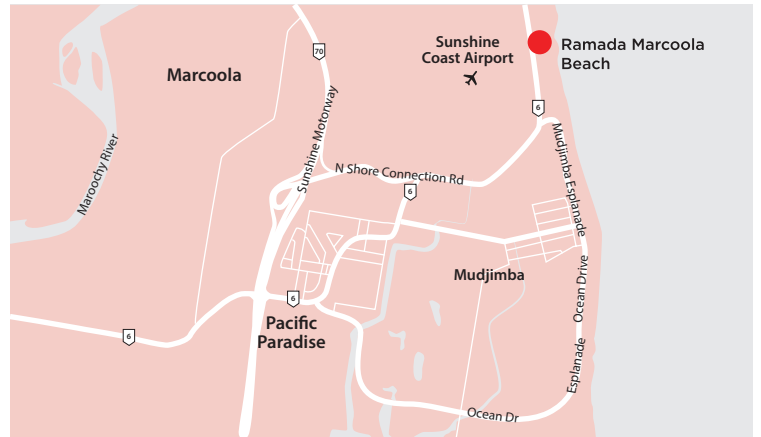 Sunshine
Coast Airport
Ramada Marcoola
Beach
70
Marcoola
6
Maroochy River
Sunshine Motorway
Mudjimba Esplanade
N Shore Connection Rd
6
Mudjimba
Ocean Drive
6
Pacific
Paradise
6
Esplanade
Ocean Dr